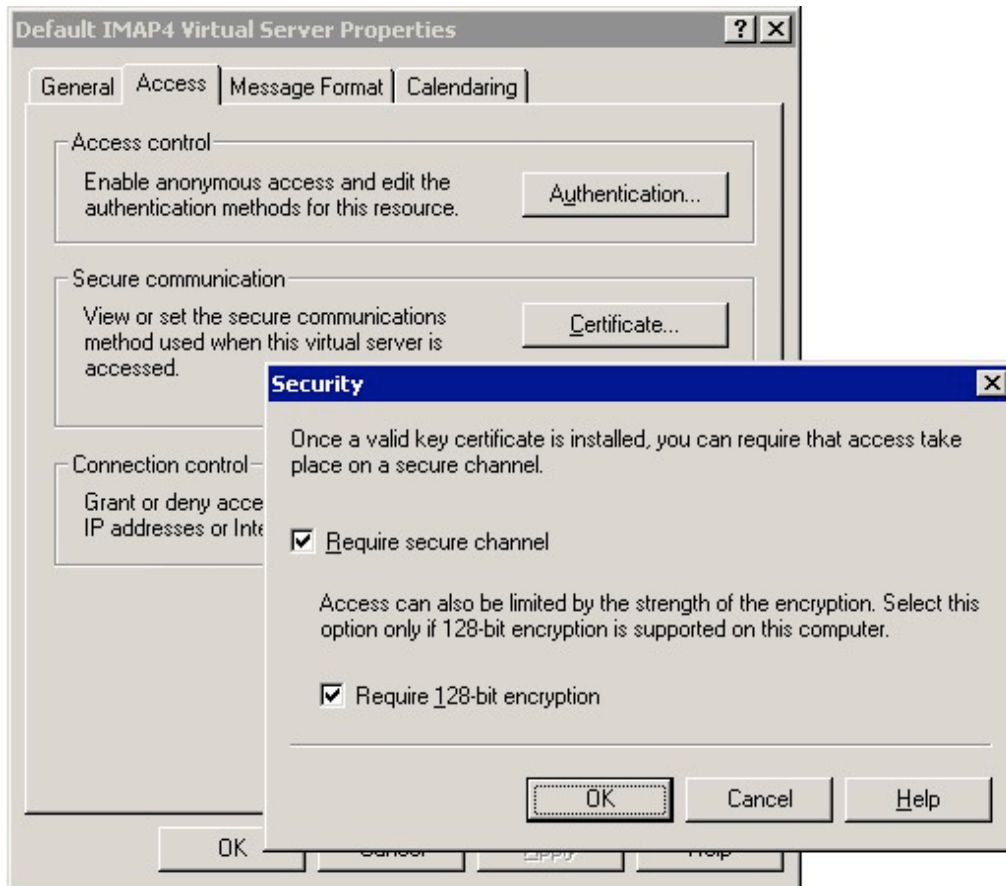 Default IMAP4 Virtual Server Properties
General Access Message Format Calendaring
Access control
Enable anonymous access and edit the
authentication methods for this resource.
Authentication...
Secure communication
View or set the secure communications
method used when this virtual server is
accessed.
Certificate...
Connection control
Grant or deny acce
IP addresses or Inte
OK Cancel Apply Help
Security
Once a valid key certificate is installed, you can require that access take
place on a secure channel.
Require secure channel
Access can also be limited by the strength of the encryption. Select this
option only if 128-bit encryption is supported on this computer.
Require 128-bit encryption
OK Cancel Help